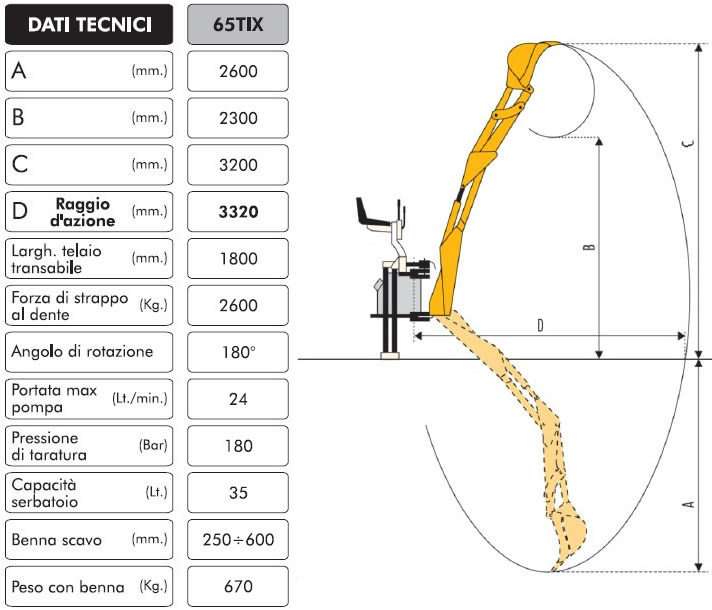 DATI TECNICI 65TIX
A (mm.) 2600
B (mm.) 2300
C (mm.) 3200
D Raggio d'azione (mm.) 3320
Largh. telaio transabile (mm.) 1800
Forza di strappo al dente (Kg.) 2600
Angolo di rotazione 180°
Portata max pompa (Lt./min.) 24
Pressione di taratura (Bar) 180
Capacità serbatoio (Lt.) 35
Benna scavo (mm.) 250÷600
Peso con benna (Kg.) 670
C
B
D
A